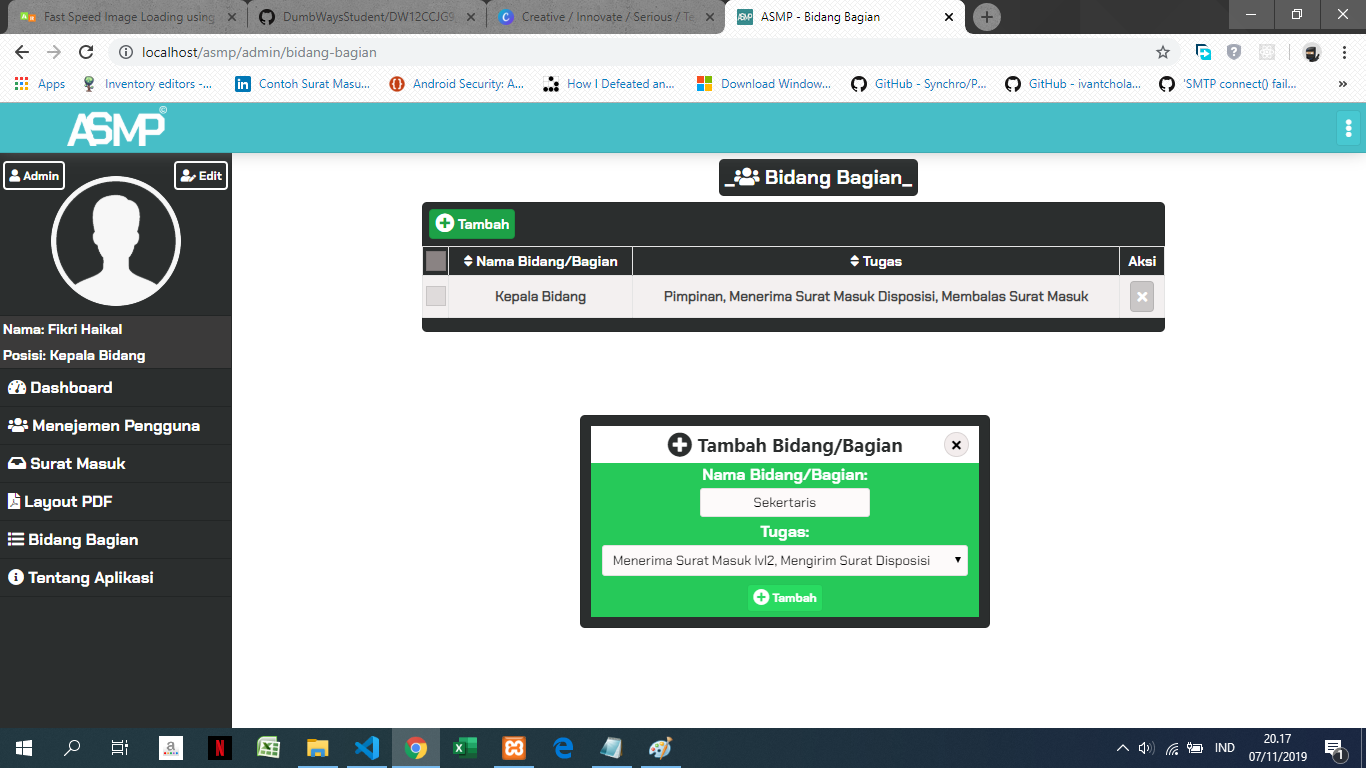 Fast Speed Image Loading using
DumbWaysStudent/DW12CCJG9
Creative / Innovate / Serious / Te
ASMP - Bidang Bagian
localhost/asmp/admin/bidang-bagian
Apps
Inventory editors -...
Contoh Surat Masu...
Android Security: A...
How I Defeated an...
Download Window...
GitHub - Synchro/P...
GitHub - ivantchola...
'SMTP connect() fail...
»
ASMP©
Admin
Edit
Nama: Fikri Haikal
Posisi: Kepala Bidang
Dashboard
Menejemen Pengguna
Surat Masuk
Layout PDF
Bidang Bagian
Tentang Aplikasi
_Bidang Bagian_
Tambah
Nama Bidang/Bagian Tugas Aksi
Kepala Bidang Pimpinan, Menerima Surat Masuk Disposisi, Membalas Surat Masuk
Tambah Bidang/Bagian
Nama Bidang/Bagian:
Sekertaris
Tugas:
Menerima Surat Masuk lvl2, Mengirim Surat Disposisi
Tambah
IND
20.17
07/11/2019
1